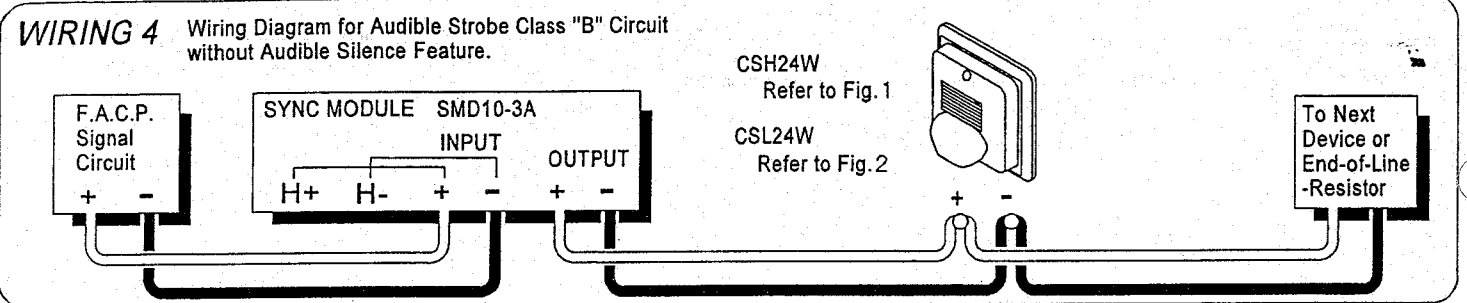 WIRING 4
Wiring Diagram for Audible Strobe Class "B" Circuit
without Audible Silence Feature.
F.A.C.P.
Signal
Circuit
+ -
SYNC MODULE SMD10-3A
INPUT
OUTPUT
H+ H- + - + -
CSH24W
Refer to Fig. 1
CSL24W
Refer to Fig. 2
+ -
To Next
Device or
End-of-Line
-Resistor